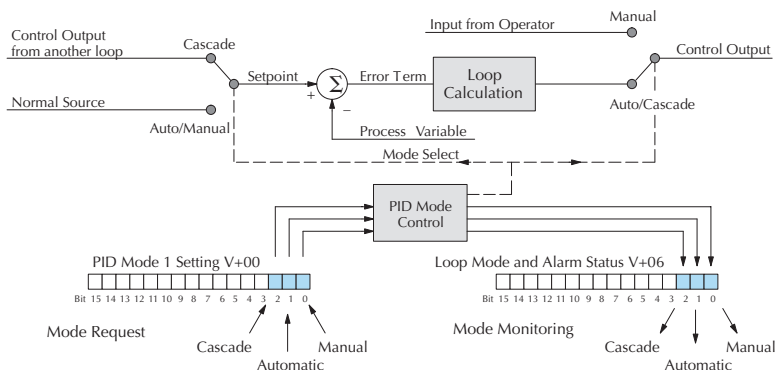 Manual
Input from Operator
Control Output
from another loop
Cascade
Control Output
Setpoint
Σ
+
−
Error Term
Loop
Calculation
Normal Source
Auto/Manual
Auto/Cascade
Process Variable
Mode Select
PID Mode
Control
PID Mode 1 Setting V+00
Bit 15 14 13 12 11 10 9 8 7 6 5 4 3 2 1 0
Mode Request
Cascade
Automatic
Manual
Loop Mode and Alarm Status V+06
Bit 15 14 13 12 11 10 9 8 7 6 5 4 3 2 1 0
Mode Monitoring
Cascade
Automatic
Manual